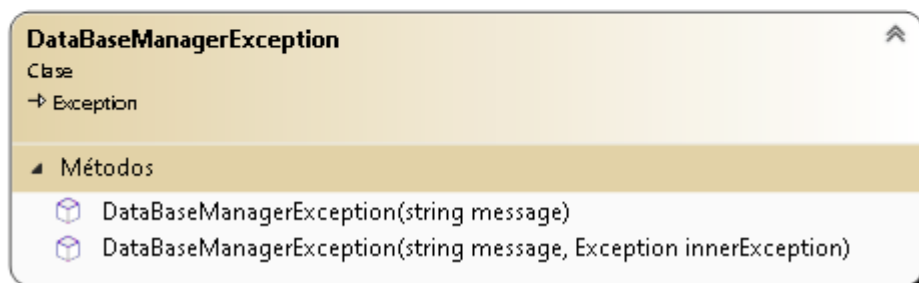 DataBaseManagerException
Clase
Exception
Métodos
DataBaseManagerException(string message)
DataBaseManagerException(string message, Exception innerException)